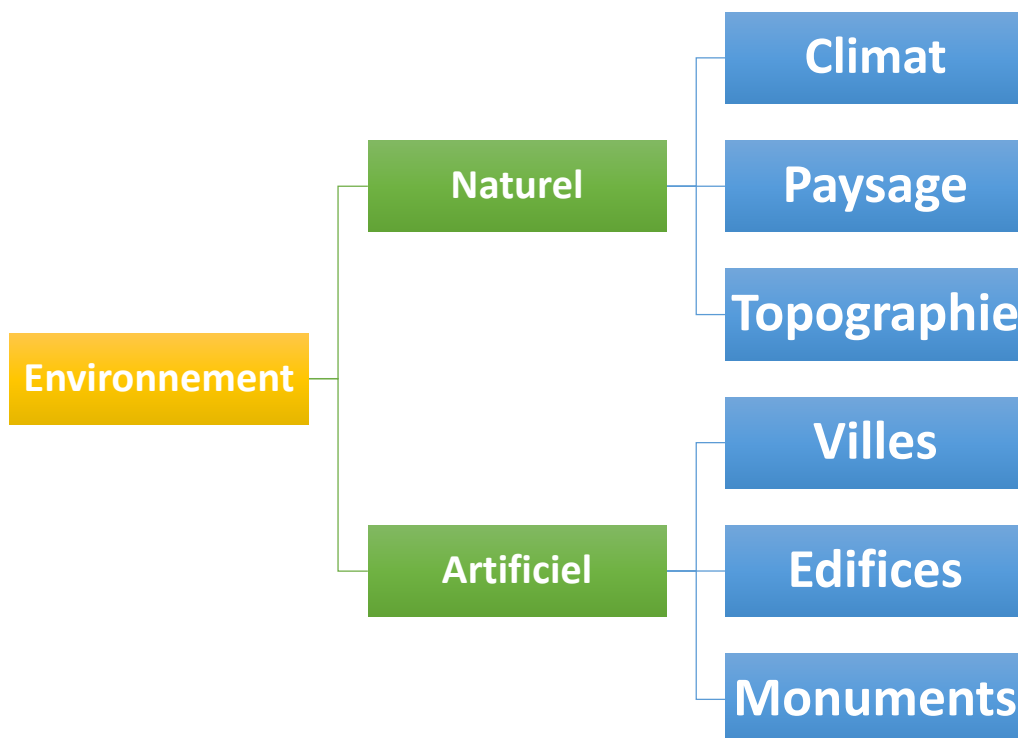 Environnement
Naturel
Climat
Paysage
Topographie
Artificiel
Villes
Edifices
Monuments